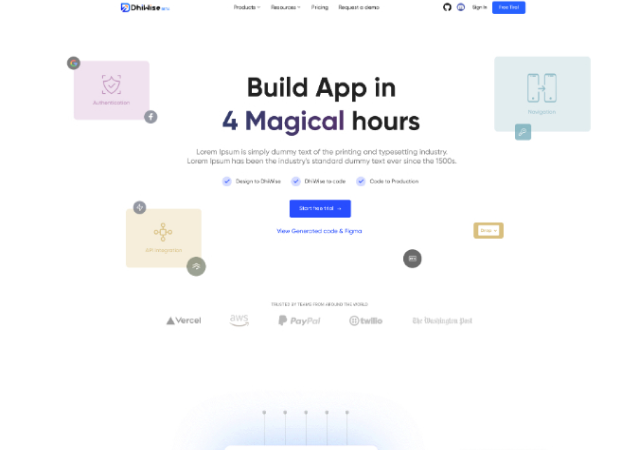 DhiWise
Products
Resources
Pricing
Request a demo
Sign in
Free Trial
Authentication
Navigation
Build App in
4 Magical hours
Lorem Ipsum is simply dummy text of the printing and typesetting industry.
Lorem Ipsum has been the industry's standard dummy text ever since the 1500s.
Design to DhiWise
DhiWise to code
Code to Production
Start free trial →
View Generated code & Figma
API Integration
TRUSTED BY TEAMS FROM AROUND THE WORLD
Vercel
aws
PayPal
twilio
The Washington Post